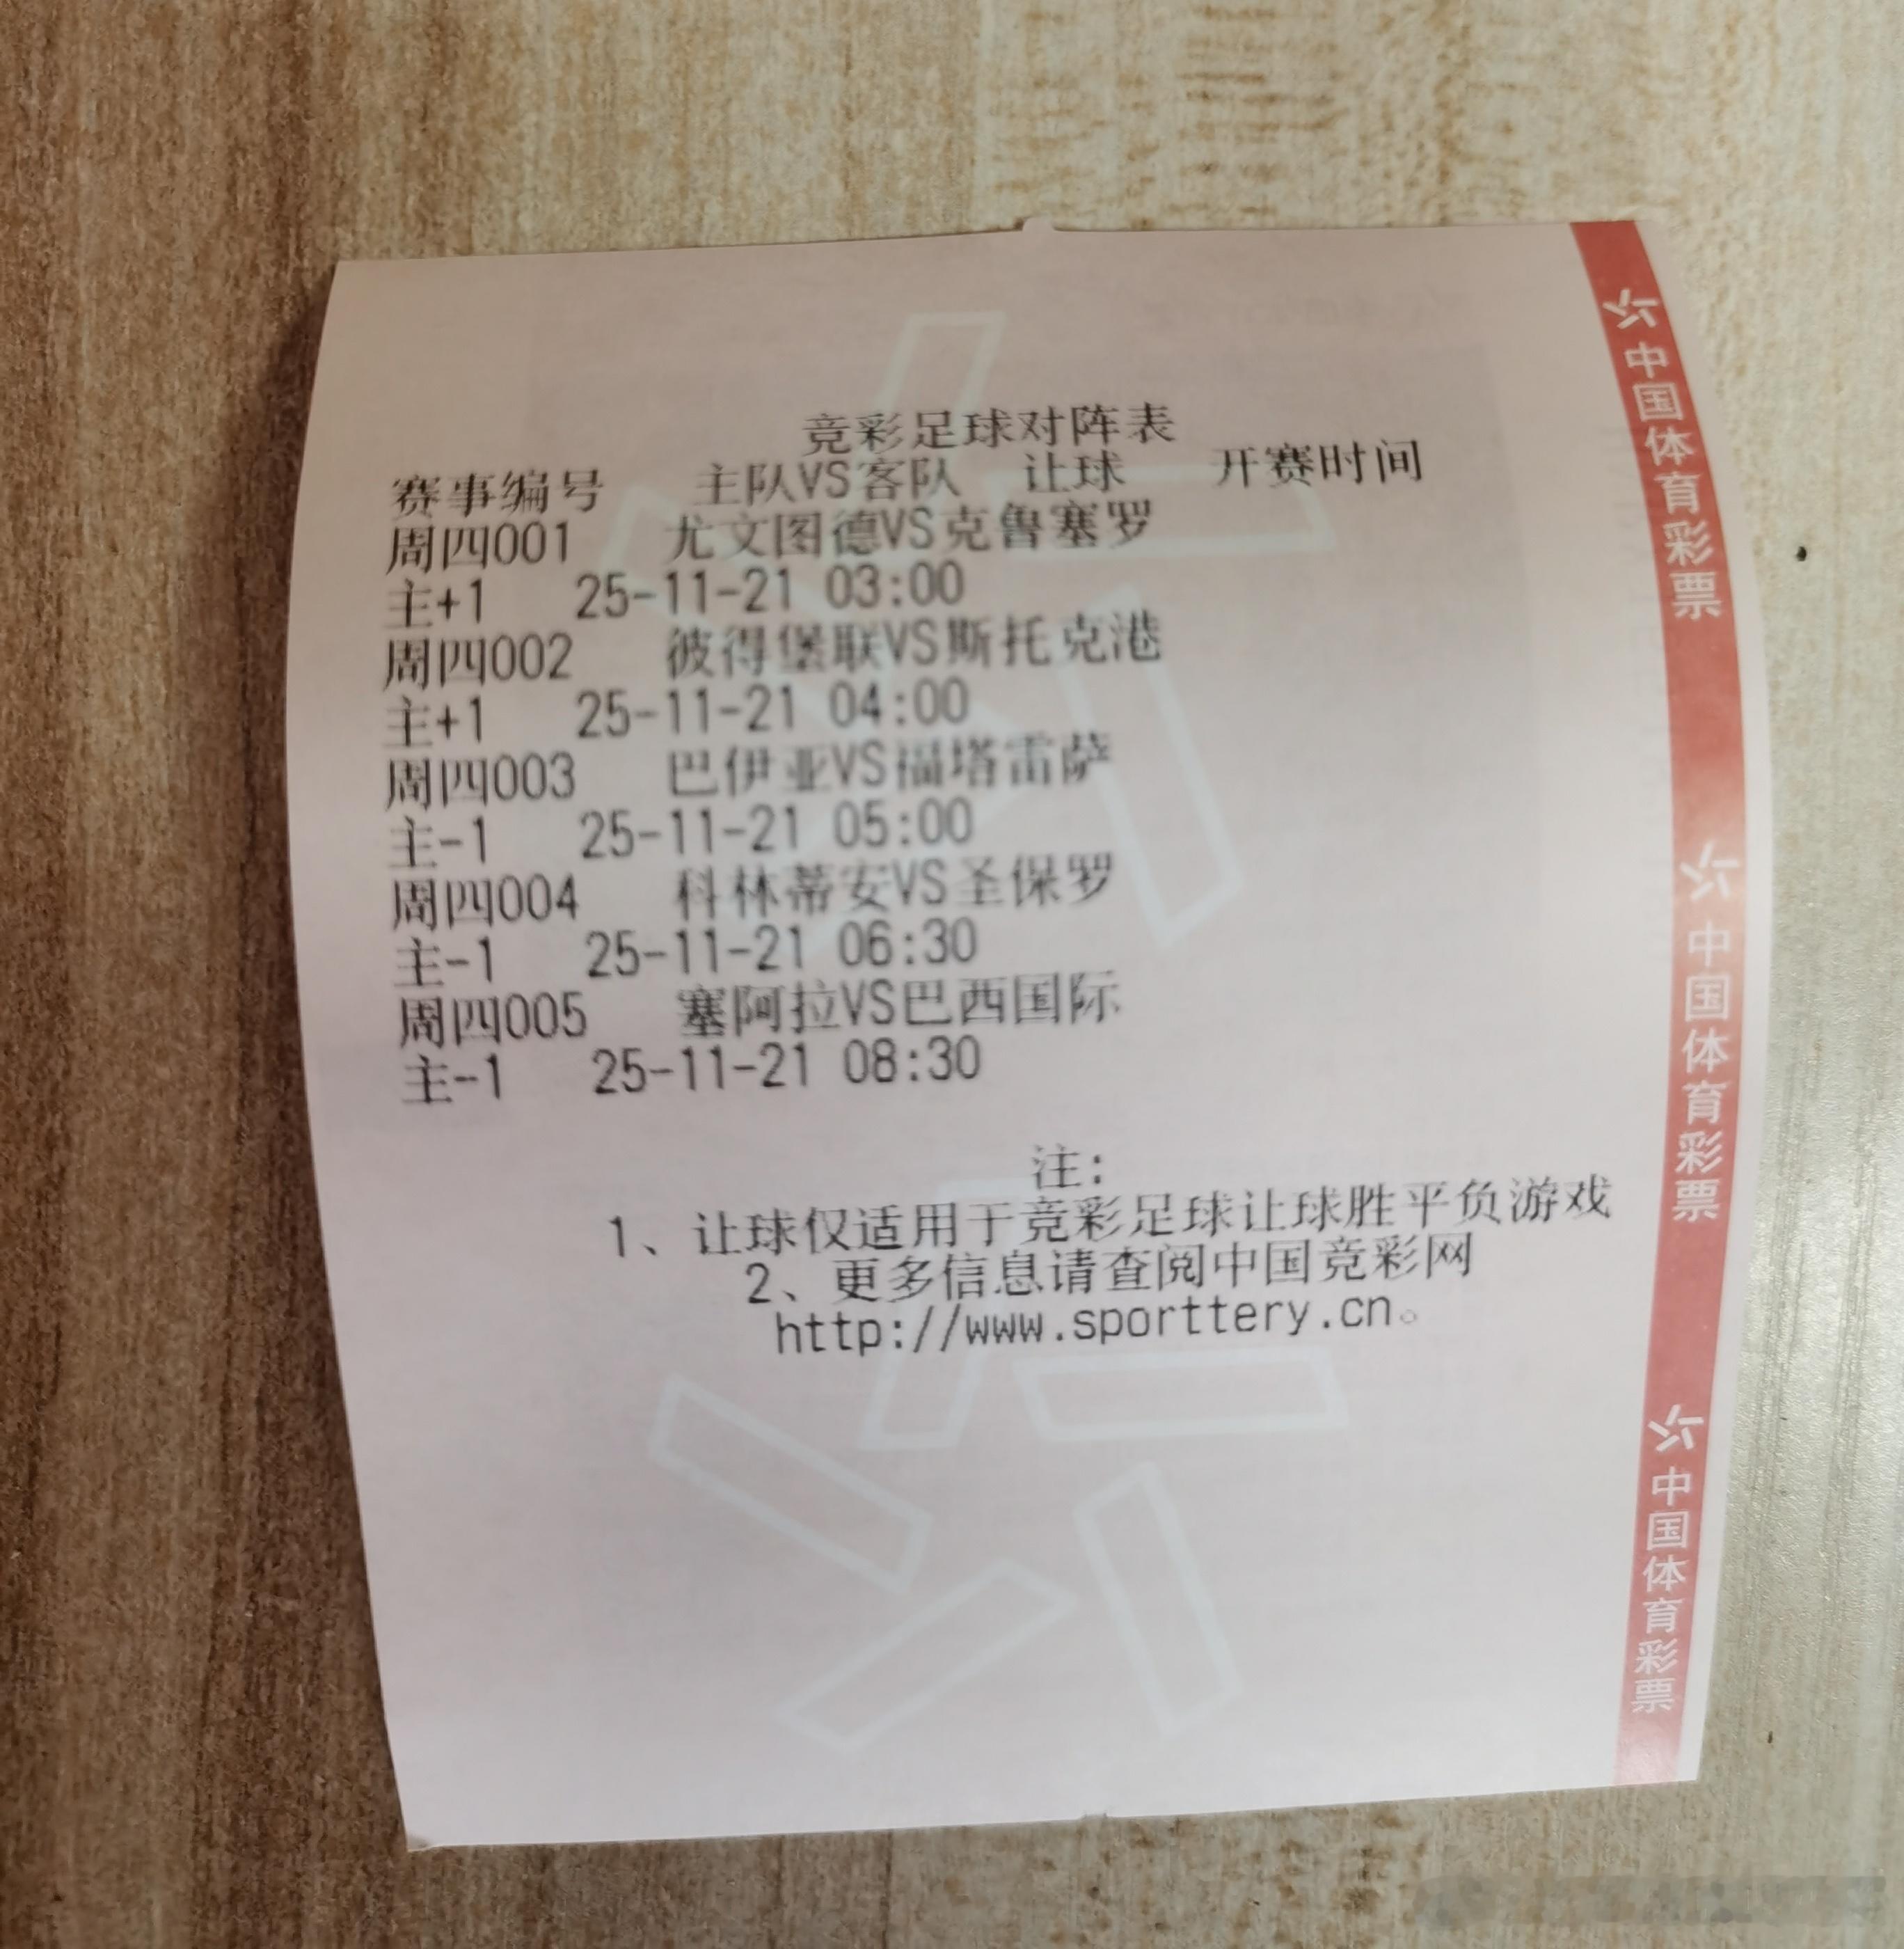 竞彩足球对阵表
赛事编号 主队VS客队 让球 开赛时间
周四001 尤文图德VS克鲁塞罗
主+1 25-11-21 03:00
周四002 彼得堡联VS斯托克港
主+1 25-11-21 04:00
周四003 巴伊亚VS福塔雷萨
主-1 25-11-21 05:00
周四004 科林蒂安VS圣保罗
主-1 25-11-21 06:30
周四005 塞阿拉VS巴西国际
主-1 25-11-21 08:30
注:
1、让球仅适用于竞彩足球让球胜平负游戏
2、更多信息请查阅中国竞彩网
http://www.sporttery.cn。
中国体育彩票
中国体育彩票
中国体育彩票